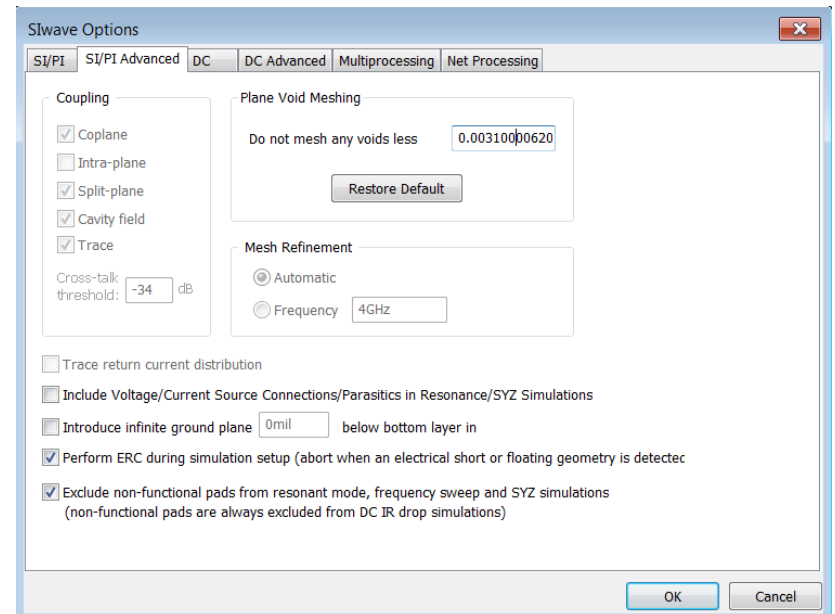 SIwave Options
SI/PI
SI/PI Advanced
DC
DC Advanced
Multiprocessing
Net Processing
Coupling
Coplane
Intra-plane
Split-plane
Cavity field
Trace
Cross-talk
threshold: -34 dB
Plane Void Meshing
Do not mesh any voids less 0.00310000620
Restore Default
Mesh Refinement
Automatic
Frequency 4GHz
Trace return current distribution
Include Voltage/Current Source Connections/Parasitics in Resonance/SYZ Simulations
Introduce infinite ground plane 0mil below bottom layer in
Perform ERC during simulation setup (abort when an electrical short or floating geometry is detected
Exclude non-functional pads from resonant mode, frequency sweep and SYZ simulations
(non-functional pads are always excluded from DC IR drop simulations)
OK
Cancel